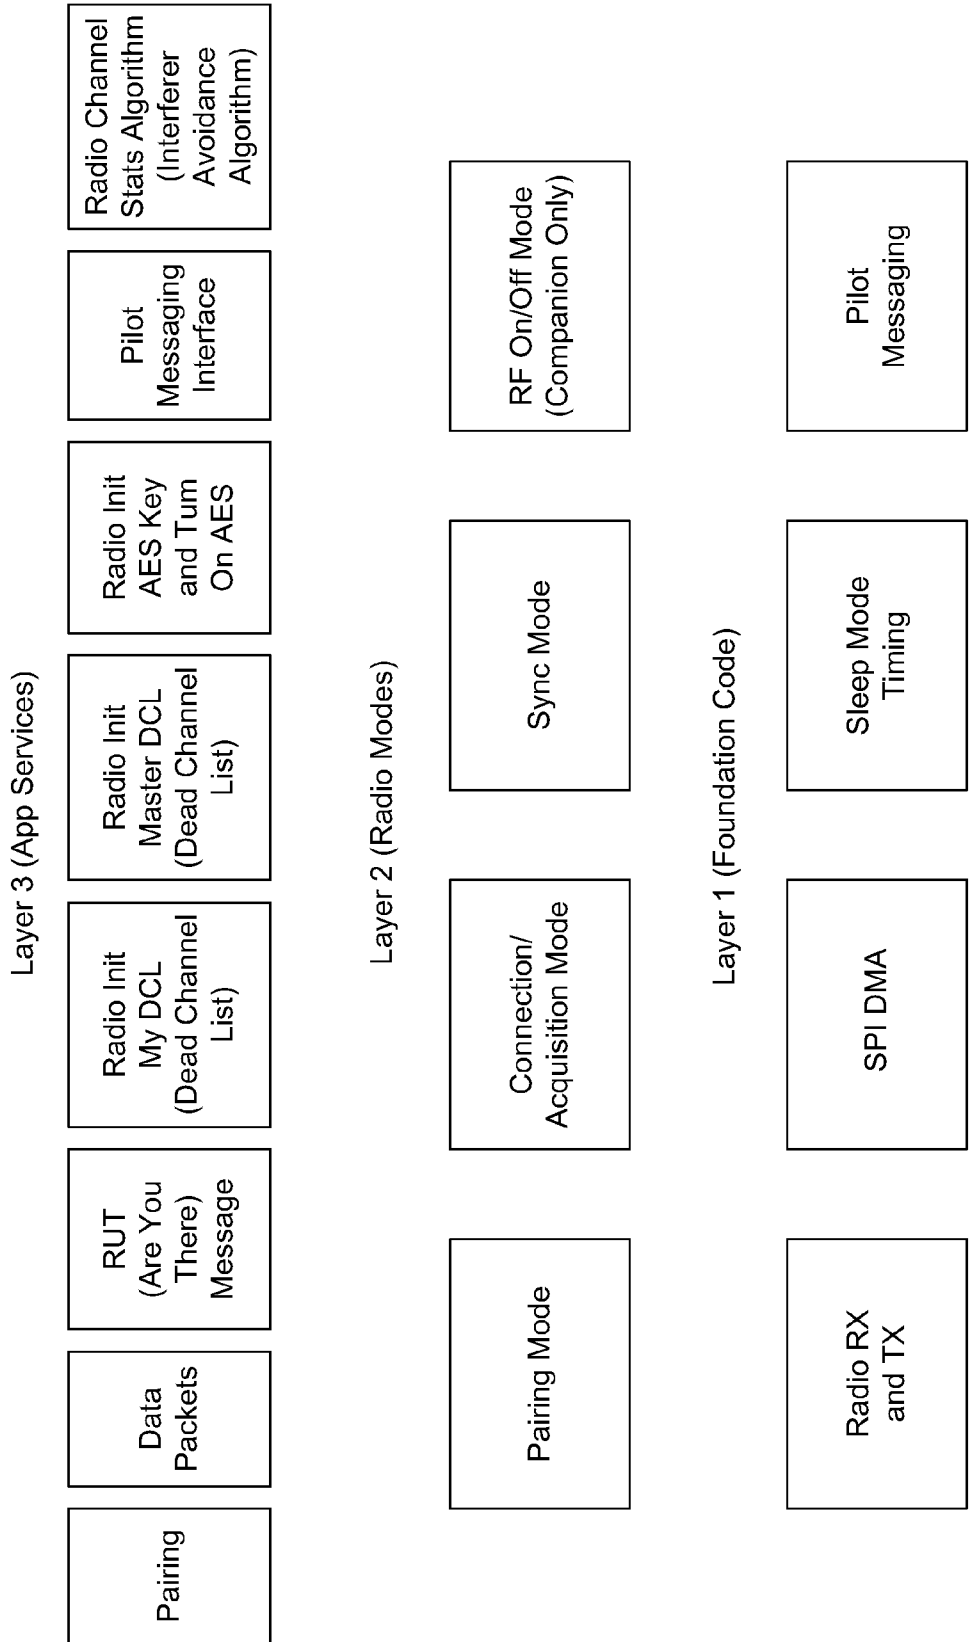 Layer 3 (App Services)
Pairing
Data
Packets
RUT
(Are You
There)
Message
Radio Init
My DCL
(Dead Channel
List)
Radio Init
Master DCL
(Dead Channel
List)
Radio Init
AES Key
and Tum
On AES
Pilot
Messaging
Interface
Radio Channel
Stats Algorithm
(Interferer
Avoidance
Algorithm)
Layer 2 (Radio Modes)
Pairing Mode
Connection/
Acquisition Mode
Sync Mode
RF On/Off Mode
(Companion Only)
Layer 1 (Foundation Code)
Radio RX
and TX
SPI DMA
Sleep Mode
Timing
Pilot
Messaging